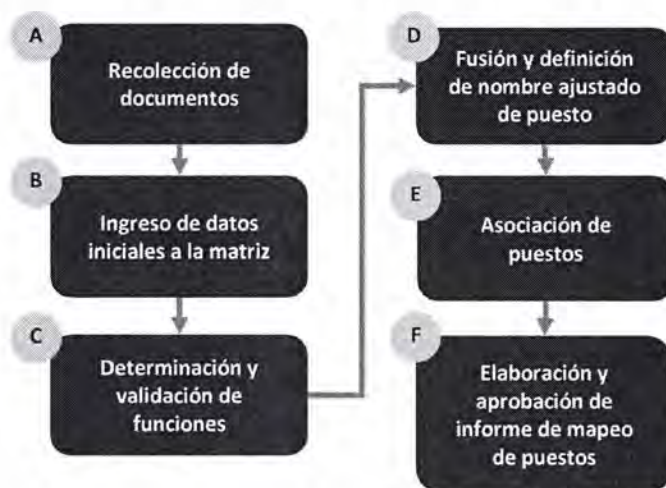 A
Recolección de
documentos
B
Ingreso de datos
iniciales a la matriz
C
Determinación y
validación de
funciones
D
Fusión y definición
de nombre ajustado
de puesto
E
Asociación de
puestos
F
Elaboración y
aprobación de
informe de mapeo
de puestos